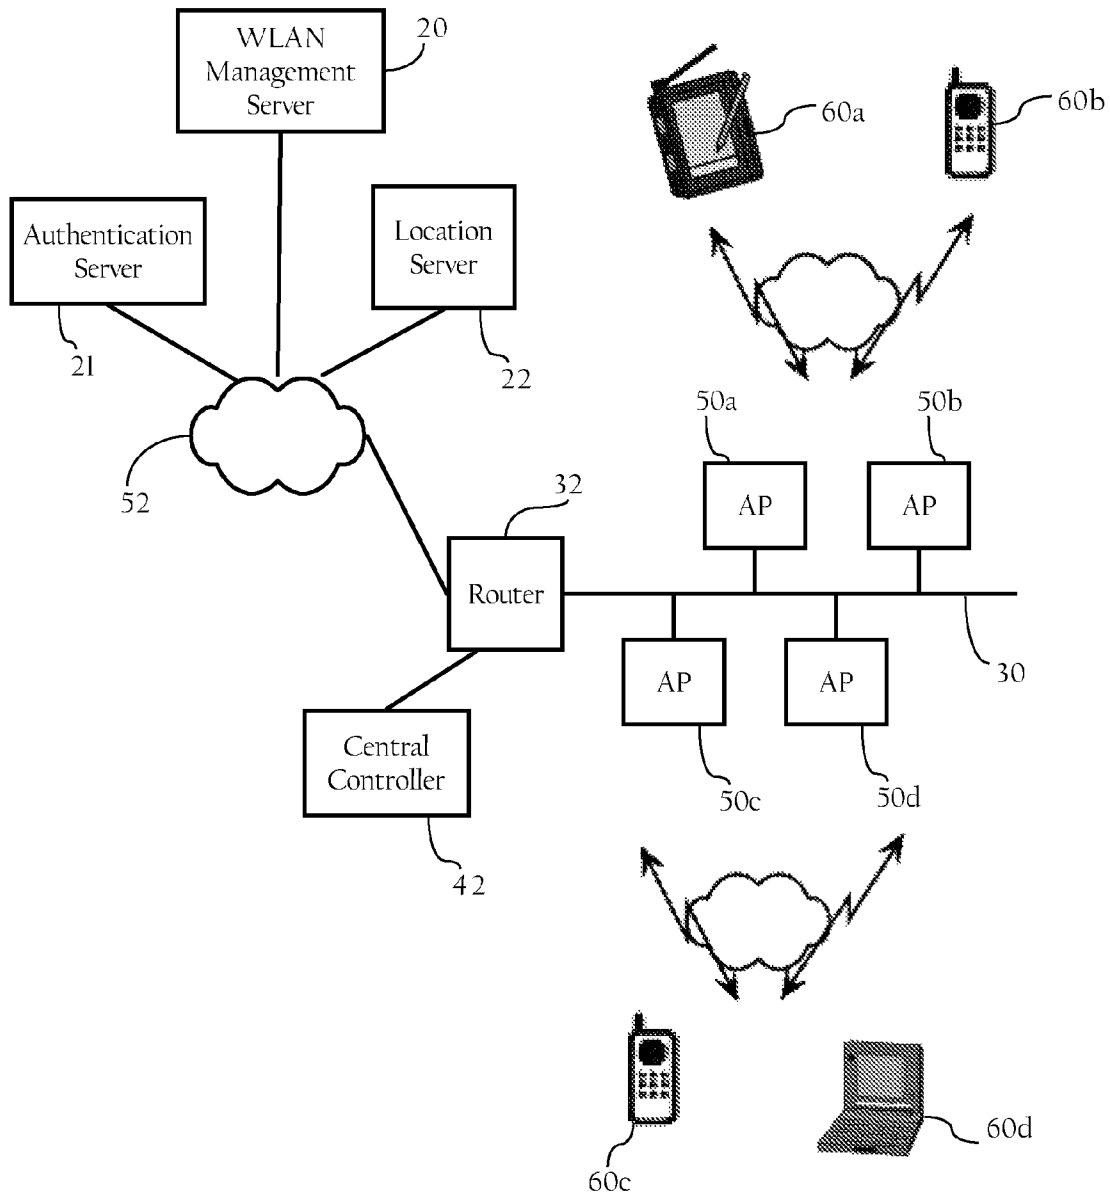 WLAN
Management
Server
20
60a
60b
Authentication
Server
Location
Server
21
22
50a
50b
52
32
AP
AP
Router
AP
AP
30
Central
Controller
50c
50d
42
60c
60d